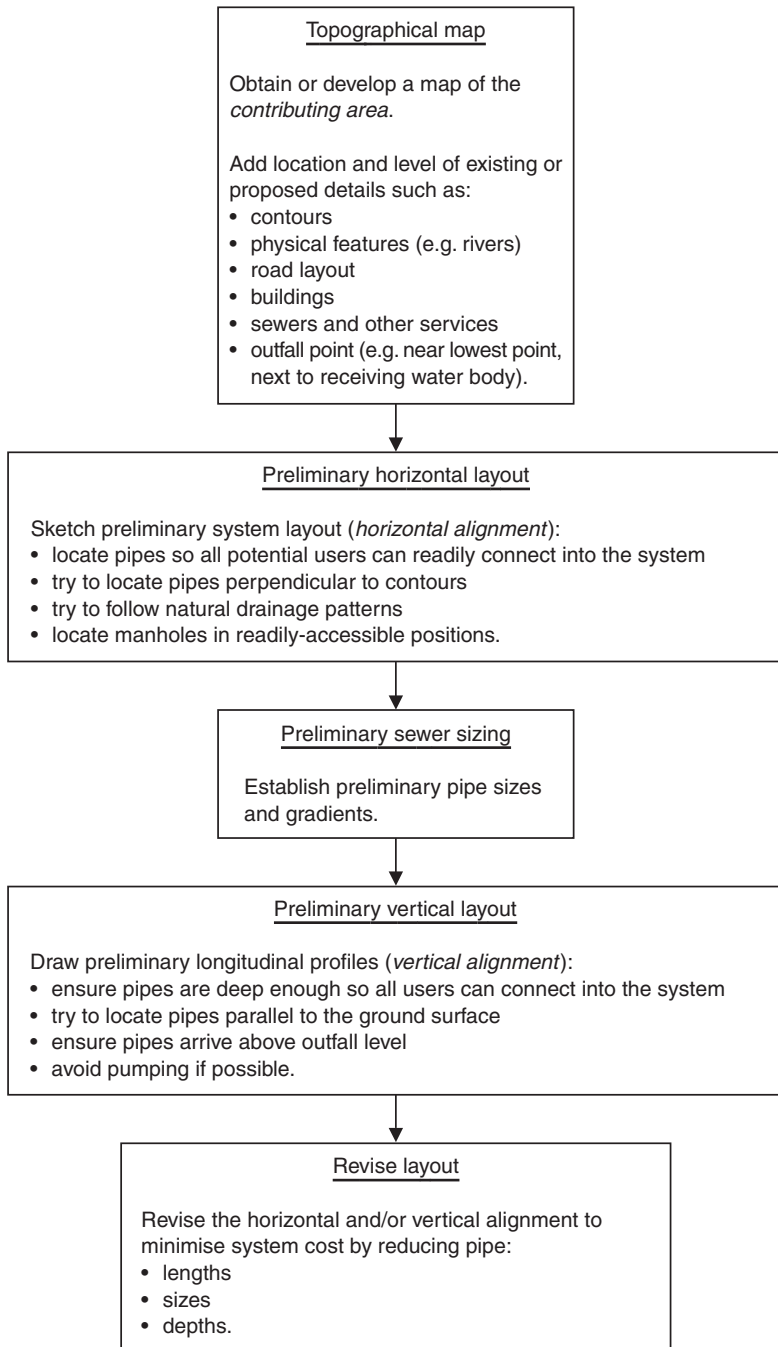 Topographical map
Obtain or develop a map of the
contributing area.
Add location and level of existing or
proposed details such as:
• contours
• physical features (e.g. rivers)
• road layout
• buildings
• sewers and other services
• outfall point (e.g. near lowest point,
next to receiving water body).
Preliminary horizontal layout
Sketch preliminary system layout (horizontal alignment):
• locate pipes so all potential users can readily connect into the system
• try to locate pipes perpendicular to contours
• try to follow natural drainage patterns
• locate manholes in readily-accessible positions.
Preliminary sewer sizing
Establish preliminary pipe sizes
and gradients.
Preliminary vertical layout
Draw preliminary longitudinal profiles (vertical alignment):
• ensure pipes are deep enough so all users can connect into the system
• try to locate pipes parallel to the ground surface
• ensure pipes arrive above outfall level
• avoid pumping if possible.
Revise layout
Revise the horizontal and/or vertical alignment to
minimise system cost by reducing pipe:
• lengths
• sizes
• depths.